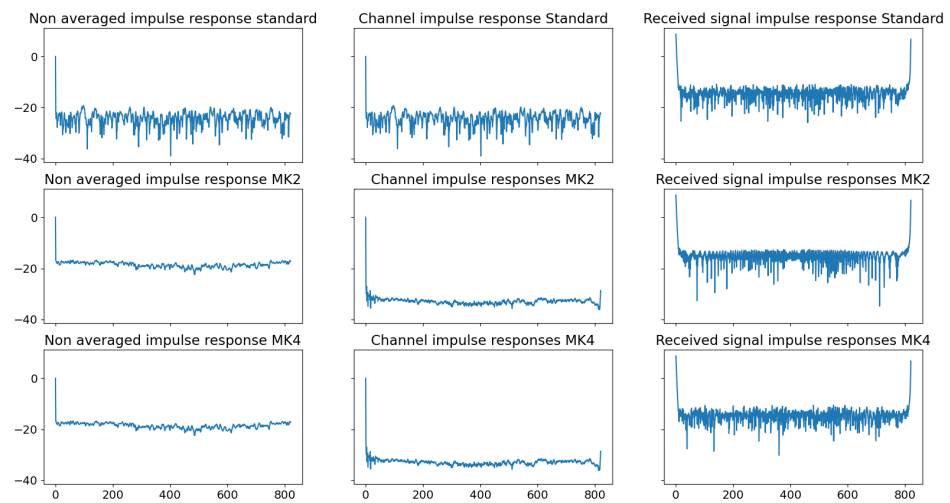 Non averaged impulse response standard
Channel impulse response Standard
Received signal impulse response Standard
0
−20
−40
Non averaged impulse response MK2
Channel impulse responses MK2
Received signal impulse responses MK2
0
−20
−40
Non averaged impulse response MK4
Channel impulse responses MK4
Received signal impulse responses MK4
0
−20
−40
0 200 400 600 800
0 200 400 600 800
0 200 400 600 800